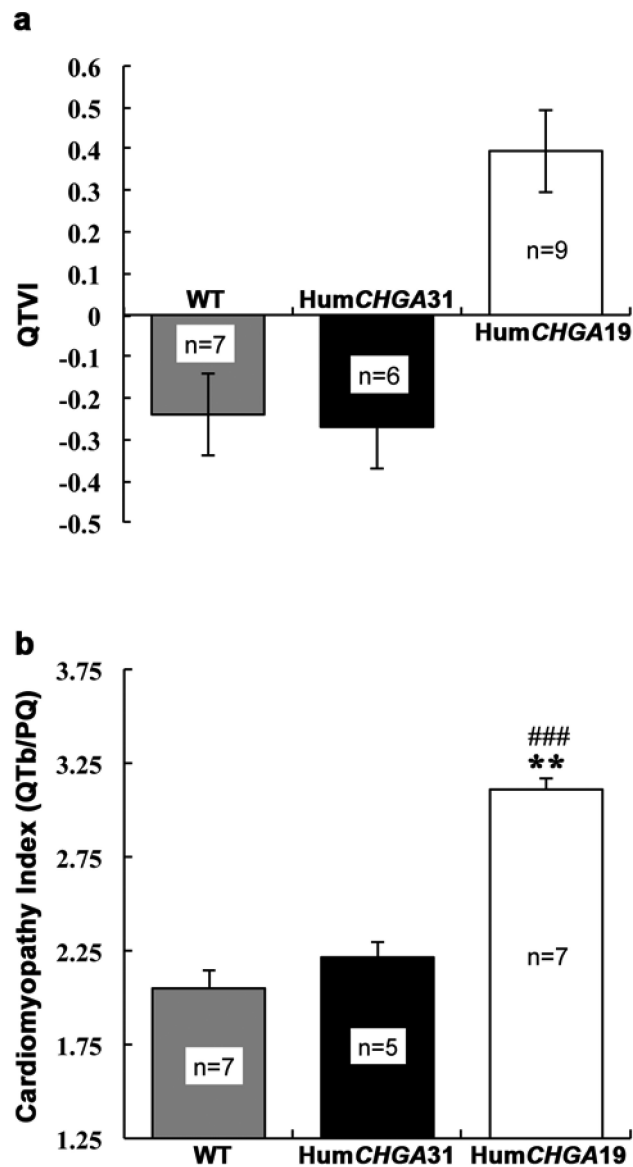 a
0.6
0.5
0.4
0.3
0.2
0.1
0
-0.1
-0.2
-0.3
-0.4
-0.5
QTVI
WT
HumCHGA31
HumCHGA19
n=7
n=6
n=9
b
3.75
3.25
2.75
2.25
1.75
1.25
Cardiomyopathy Index (QTb/PQ)
###
**
n=7
n=5
n=7
WT
HumCHGA31
HumCHGA19